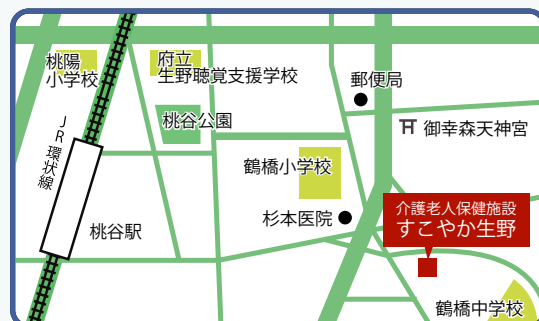 桃陽
小学校
府立
生野聴覚支援学校
郵便局
桃谷公園
御幸森天神宮
JR環状線
鶴橋小学校
介護老人保健施設
すこやか生野
杉本医院
桃谷駅
鶴橋中学校